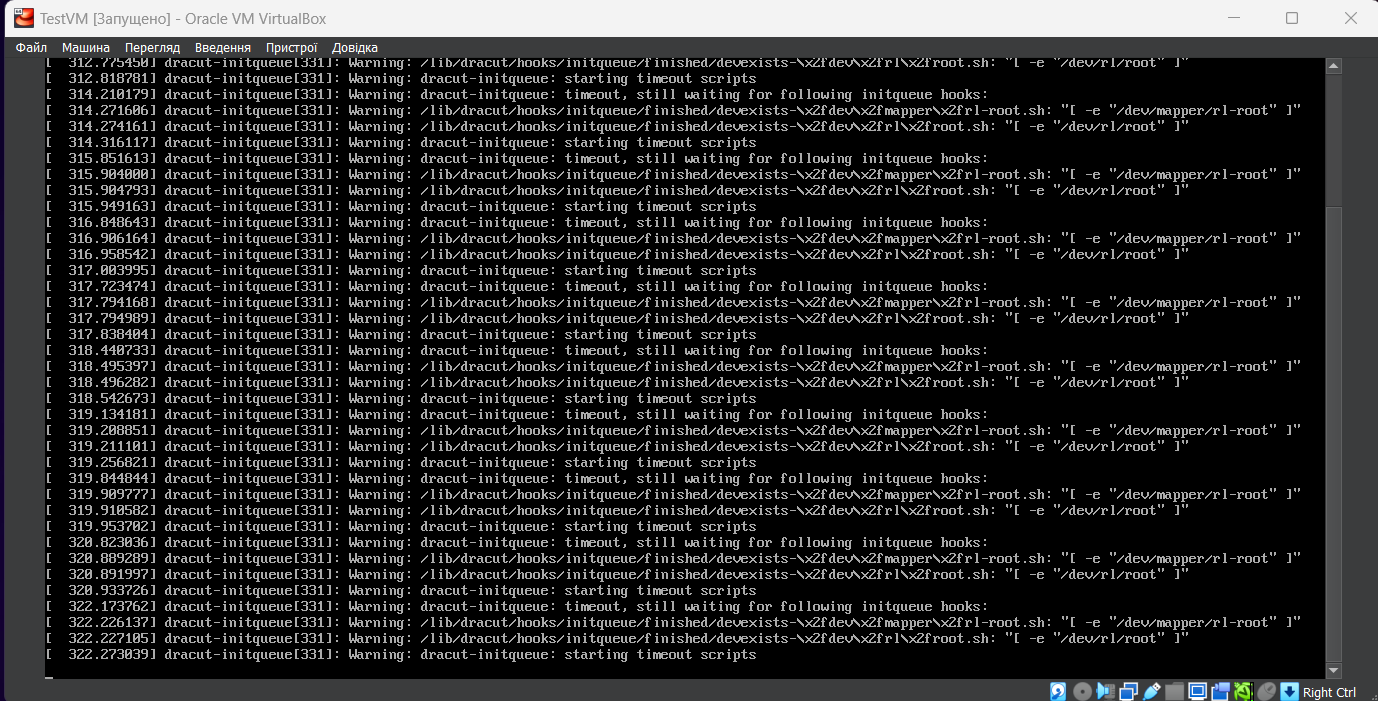 TestVM [Запущено] - Oracle VM VirtualBox
Файл Машина Перегляд Введення Пристрої Довідка
[  312.775450] dracut-initqueue[331]: Warning: /lib/dracut/hooks/initqueue/finished/devexists-\x2fdev\x2frl\x2froot.sh: "[ -e "/dev/rl/root" ]"
[  312.818781] dracut-initqueue[331]: Warning: dracut-initqueue: starting timeout scripts
[  314.210179] dracut-initqueue[331]: Warning: dracut-initqueue: timeout, still waiting for following initqueue hooks:
[  314.271606] dracut-initqueue[331]: Warning: /lib/dracut/hooks/initqueue/finished/devexists-\x2fdev\x2fmapper\x2frl-root.sh: "[ -e "/dev/mapper/rl-root" ]"
[  314.274161] dracut-initqueue[331]: Warning: /lib/dracut/hooks/initqueue/finished/devexists-\x2fdev\x2frl\x2froot.sh: "[ -e "/dev/rl/root" ]"
[  314.316117] dracut-initqueue[331]: Warning: dracut-initqueue: starting timeout scripts
[  315.851613] dracut-initqueue[331]: Warning: dracut-initqueue: timeout, still waiting for following initqueue hooks:
[  315.904000] dracut-initqueue[331]: Warning: /lib/dracut/hooks/initqueue/finished/devexists-\x2fdev\x2fmapper\x2frl-root.sh: "[ -e "/dev/mapper/rl-root" ]"
[  315.904793] dracut-initqueue[331]: Warning: /lib/dracut/hooks/initqueue/finished/devexists-\x2fdev\x2frl\x2froot.sh: "[ -e "/dev/rl/root" ]"
[  315.949163] dracut-initqueue[331]: Warning: dracut-initqueue: starting timeout scripts
[  316.848643] dracut-initqueue[331]: Warning: dracut-initqueue: timeout, still waiting for following initqueue hooks:
[  316.906164] dracut-initqueue[331]: Warning: /lib/dracut/hooks/initqueue/finished/devexists-\x2fdev\x2fmapper\x2frl-root.sh: "[ -e "/dev/mapper/rl-root" ]"
[  316.958542] dracut-initqueue[331]: Warning: /lib/dracut/hooks/initqueue/finished/devexists-\x2fdev\x2frl\x2froot.sh: "[ -e "/dev/rl/root" ]"
[  317.003995] dracut-initqueue[331]: Warning: dracut-initqueue: starting timeout scripts
[  317.723474] dracut-initqueue[331]: Warning: dracut-initqueue: timeout, still waiting for following initqueue hooks:
[  317.794168] dracut-initqueue[331]: Warning: /lib/dracut/hooks/initqueue/finished/devexists-\x2fdev\x2fmapper\x2frl-root.sh: "[ -e "/dev/mapper/rl-root" ]"
[  317.794989] dracut-initqueue[331]: Warning: /lib/dracut/hooks/initqueue/finished/devexists-\x2fdev\x2frl\x2froot.sh: "[ -e "/dev/rl/root" ]"
[  317.838404] dracut-initqueue[331]: Warning: dracut-initqueue: starting timeout scripts
[  318.440733] dracut-initqueue[331]: Warning: dracut-initqueue: timeout, still waiting for following initqueue hooks:
[  318.495397] dracut-initqueue[331]: Warning: /lib/dracut/hooks/initqueue/finished/devexists-\x2fdev\x2fmapper\x2frl-root.sh: "[ -e "/dev/mapper/rl-root" ]"
[  318.496282] dracut-initqueue[331]: Warning: /lib/dracut/hooks/initqueue/finished/devexists-\x2fdev\x2frl\x2froot.sh: "[ -e "/dev/rl/root" ]"
[  318.542673] dracut-initqueue[331]: Warning: dracut-initqueue: starting timeout scripts
[  319.134181] dracut-initqueue[331]: Warning: dracut-initqueue: timeout, still waiting for following initqueue hooks:
[  319.208851] dracut-initqueue[331]: Warning: /lib/dracut/hooks/initqueue/finished/devexists-\x2fdev\x2fmapper\x2frl-root.sh: "[ -e "/dev/mapper/rl-root" ]"
[  319.211101] dracut-initqueue[331]: Warning: /lib/dracut/hooks/initqueue/finished/devexists-\x2fdev\x2frl\x2froot.sh: "[ -e "/dev/rl/root" ]"
[  319.256821] dracut-initqueue[331]: Warning: dracut-initqueue: starting timeout scripts
[  319.844844] dracut-initqueue[331]: Warning: dracut-initqueue: timeout, still waiting for following initqueue hooks:
[  319.909777] dracut-initqueue[331]: Warning: /lib/dracut/hooks/initqueue/finished/devexists-\x2fdev\x2fmapper\x2frl-root.sh: "[ -e "/dev/mapper/rl-root" ]"
[  319.910582] dracut-initqueue[331]: Warning: /lib/dracut/hooks/initqueue/finished/devexists-\x2fdev\x2frl\x2froot.sh: "[ -e "/dev/rl/root" ]"
[  319.953702] dracut-initqueue[331]: Warning: dracut-initqueue: starting timeout scripts
[  320.823036] dracut-initqueue[331]: Warning: dracut-initqueue: timeout, still waiting for following initqueue hooks:
[  320.889289] dracut-initqueue[331]: Warning: /lib/dracut/hooks/initqueue/finished/devexists-\x2fdev\x2fmapper\x2frl-root.sh: "[ -e "/dev/mapper/rl-root" ]"
[  320.891997] dracut-initqueue[331]: Warning: /lib/dracut/hooks/initqueue/finished/devexists-\x2fdev\x2frl\x2froot.sh: "[ -e "/dev/rl/root" ]"
[  320.933726] dracut-initqueue[331]: Warning: dracut-initqueue: starting timeout scripts
[  322.173762] dracut-initqueue[331]: Warning: dracut-initqueue: timeout, still waiting for following initqueue hooks:
[  322.226137] dracut-initqueue[331]: Warning: /lib/dracut/hooks/initqueue/finished/devexists-\x2fdev\x2fmapper\x2frl-root.sh: "[ -e "/dev/mapper/rl-root" ]"
[  322.227105] dracut-initqueue[331]: Warning: /lib/dracut/hooks/initqueue/finished/devexists-\x2fdev\x2frl\x2froot.sh: "[ -e "/dev/rl/root" ]"
[  322.273039] dracut-initqueue[331]: Warning: dracut-initqueue: starting timeout scripts
Right Ctrl